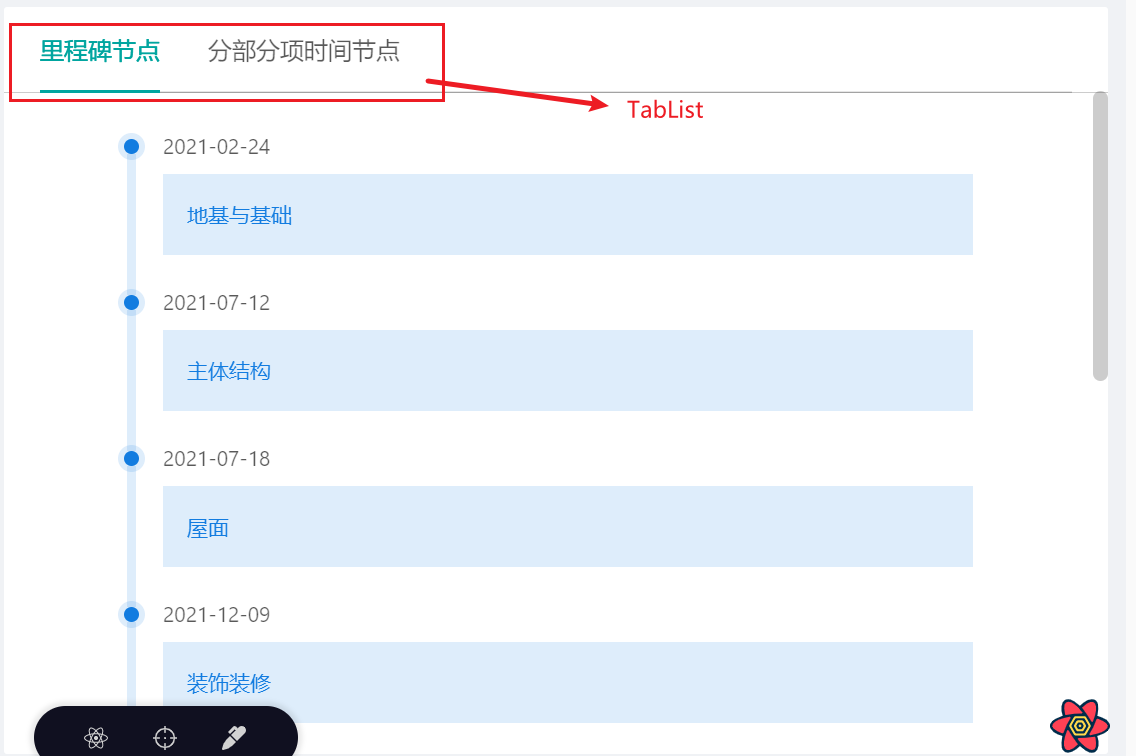 里程碑节点 分部分项时间节点
TabList
2021-02-24
地基与基础
2021-07-12
主体结构
2021-07-18
屋面
2021-12-09
装饰装修